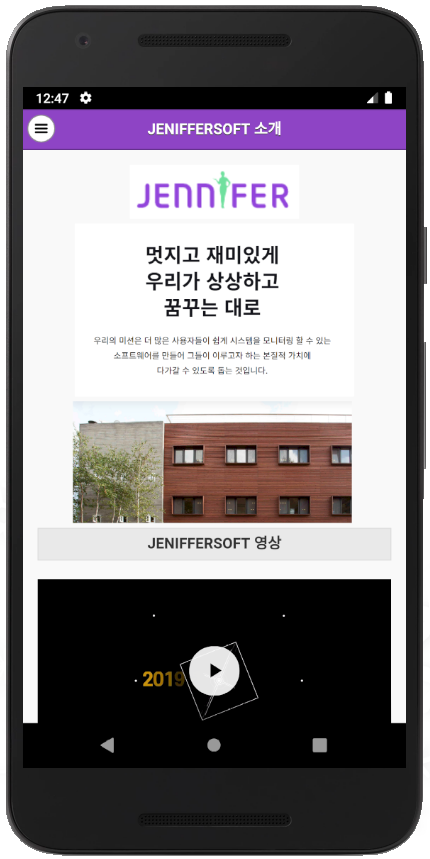 12:47
JENIFFERSOFT 소개
JENNIFER
멋지고 재미있게
우리가 상상하고
꿈꾸는 대로
우리의 미션은 더 많은 사용자들이 쉽게 시스템을 모니터링 할 수 있는
소프트웨어를 만들어 그들이 이루고자 하는 본질적 가치에
다가갈 수 있도록 돕는 것입니다.
JENIFFERSOFT 영상
2019